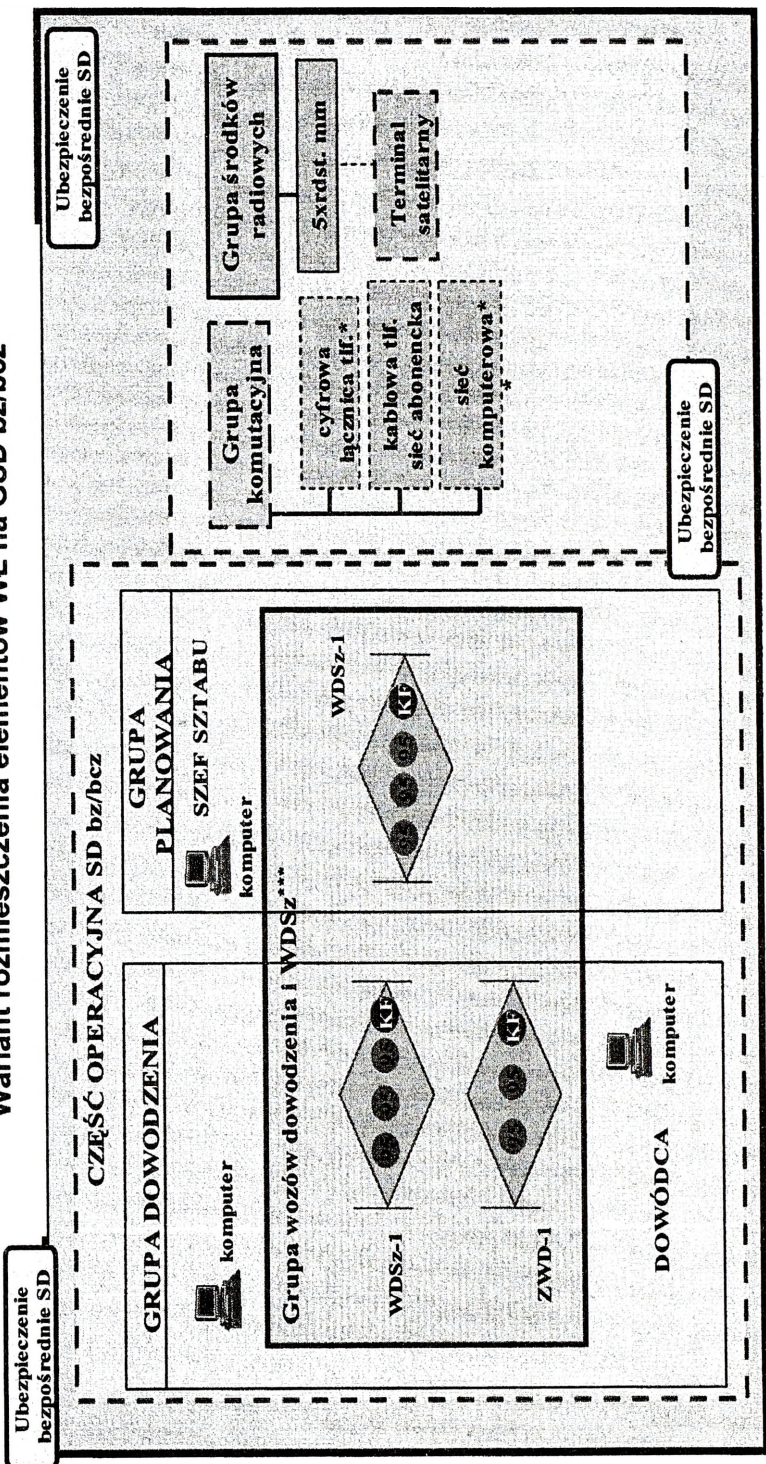 Wariant rozmieszczenia elementów WŁ na GSD bz/bcz
Ubezpieczenie
bezpośrednie SD
Ubezpieczenie
bezpośrednie SD
CZĘŚĆ OPERACYJNA SD bz/bcz
GRUPA DOWODZENIA
komputer
GRUPA
PLANOWANIA
SZEF SZTABU
komputer
Grupa wozów dowodzenia i WDSz***
WDSz-1
KF
WDSz-1
KF
ZWD-1
KF
DOWÓDCA
komputer
Grupa
komutacyjna
cyfrowa
łącznica tlf.*
kablowa tlf.
sieć abonencka
sieć
komputerowa*
*
Grupa środków
radiowych
5xrdst. mm
Terminal
satelitarny
Ubezpieczenie
bezpośrednie SD